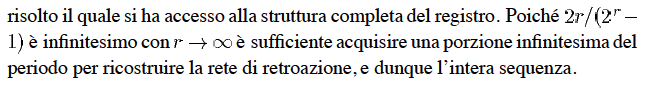 risolto il quale si ha accesso alla struttura completa del registro. Poiché 2r/(2^r −
1) è infinitesimo con r → ∞ è sufficiente acquisire una porzione infinitesima del
periodo per ricostruire la rete di retroazione, e dunque l'intera sequenza.